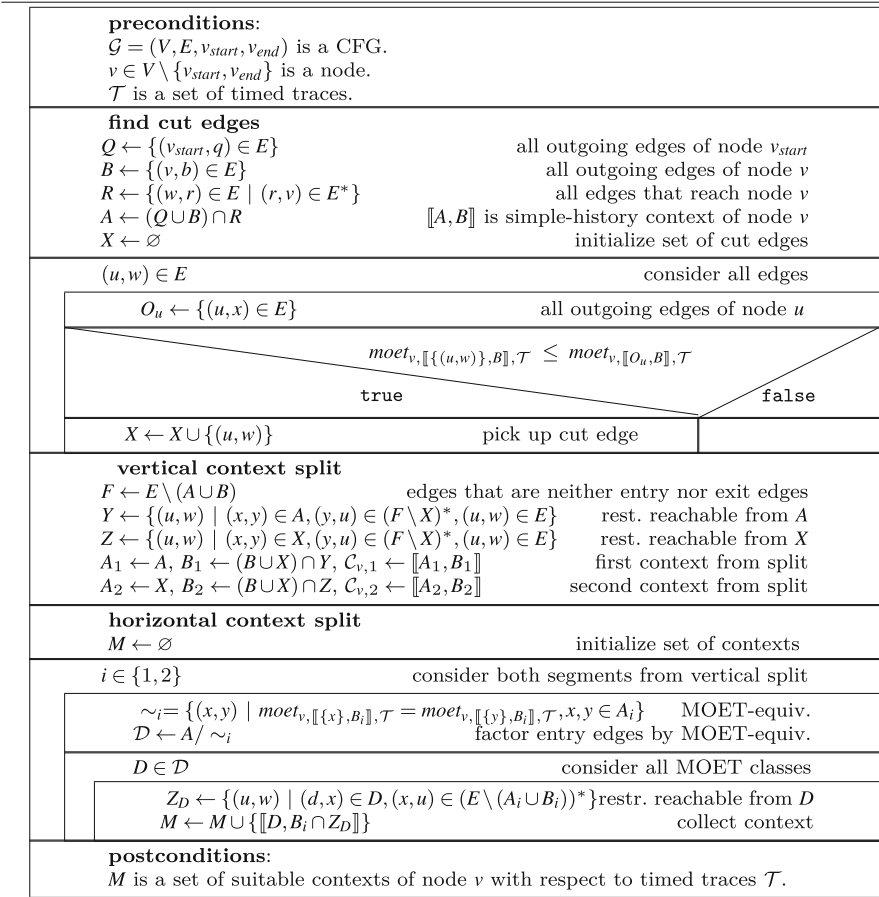 preconditions:
𝒢 = (V, E, v_start, v_end) is a CFG.
v ∈ V \ {v_start, v_end} is a node.
𝒯 is a set of timed traces.
find cut edges
Q ← {(v_start, q) ∈ E} all outgoing edges of node v_start
B ← {(v, b) ∈ E} all outgoing edges of node v
R ← {(w, r) ∈ E | (r, v) ∈ E*} all edges that reach node v
A ← (Q ∪ B) ∩ R ⟦A, B⟧ is simple-history context of node v
X ← ∅ initialize set of cut edges
(u, w) ∈ E consider all edges
O_u ← {(u, x) ∈ E} all outgoing edges of node u
moet_{v,⟦{(u,w)},B⟧,𝒯} ≤ moet_{v,⟦O_u,B⟧,𝒯}
true false
X ← X ∪ {(u, w)} pick up cut edge
vertical context split
F ← E \ (A ∪ B) edges that are neither entry nor exit edges
Y ← {(u, w) | (x, y) ∈ A, (y, u) ∈ (F \ X)*, (u, w) ∈ E} rest. reachable from A
Z ← {(u, w) | (x, y) ∈ X, (y, u) ∈ (F \ X)*, (u, w) ∈ E} rest. reachable from X
A_1 ← A, B_1 ← (B ∪ X) ∩ Y, 𝒞_{v,1} ← ⟦A_1, B_1⟧ first context from split
A_2 ← X, B_2 ← (B ∪ X) ∩ Z, 𝒞_{v,2} ← ⟦A_2, B_2⟧ second context from split
horizontal context split
M ← ∅ initialize set of contexts
i ∈ {1, 2} consider both segments from vertical split
∼_i= {(x, y) | moet_{v,⟦{x},B_i⟧,𝒯} = moet_{v,⟦{y},B_i⟧,𝒯}, x, y ∈ A_i} MOET-equiv.
𝒟 ← A/ ∼_i factor entry edges by MOET-equiv.
D ∈ 𝒟 consider all MOET classes
Z_D ← {(u, w) | (d, x) ∈ D, (x, u) ∈ (E \ (A_i ∪ B_i))*} restr. reachable from D
M ← M ∪ {⟦D, B_i ∩ Z_D⟧} collect context
postconditions:
M is a set of suitable contexts of node v with respect to timed traces 𝒯.